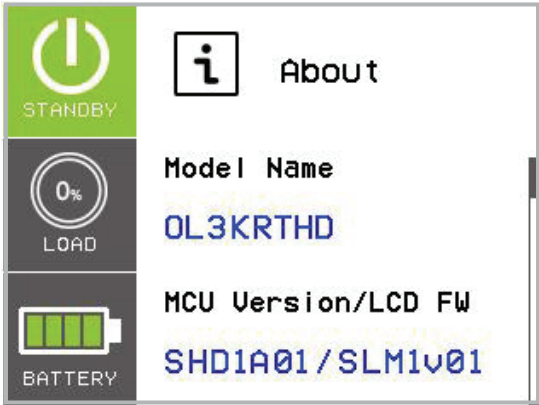 STANDBY
i About
0%
LOAD
Model Name
OL3KRTHD
MCU Version/LCD FW
SHD1A01/SLM1v01
BATTERY